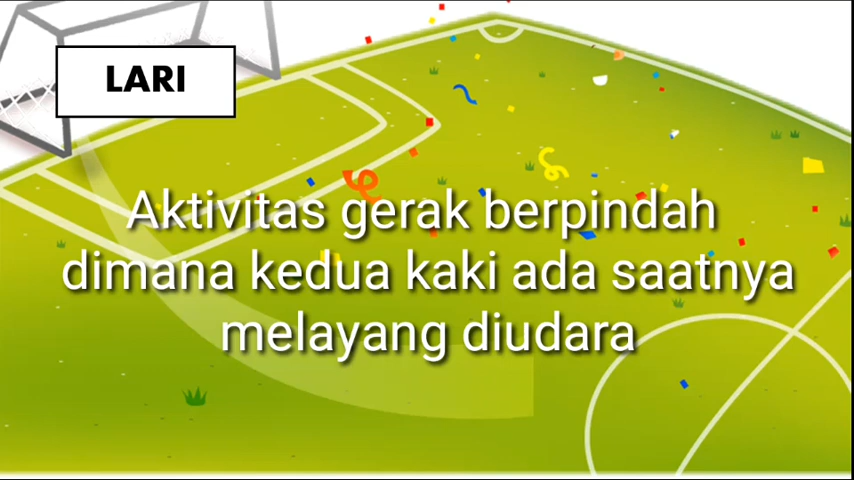 LARI
Aktivitas gerak berpindah
dimana kedua kaki ada saatnya
melayang diudara